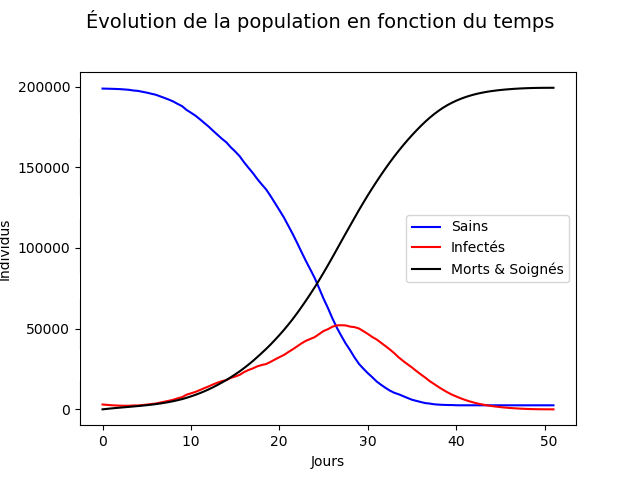 Évolution de la population en fonction du temps
200000
150000
100000
50000
0
Individus
Sains
Infectés
Morts & Soignés
0 10 20 30 40 50
Jours